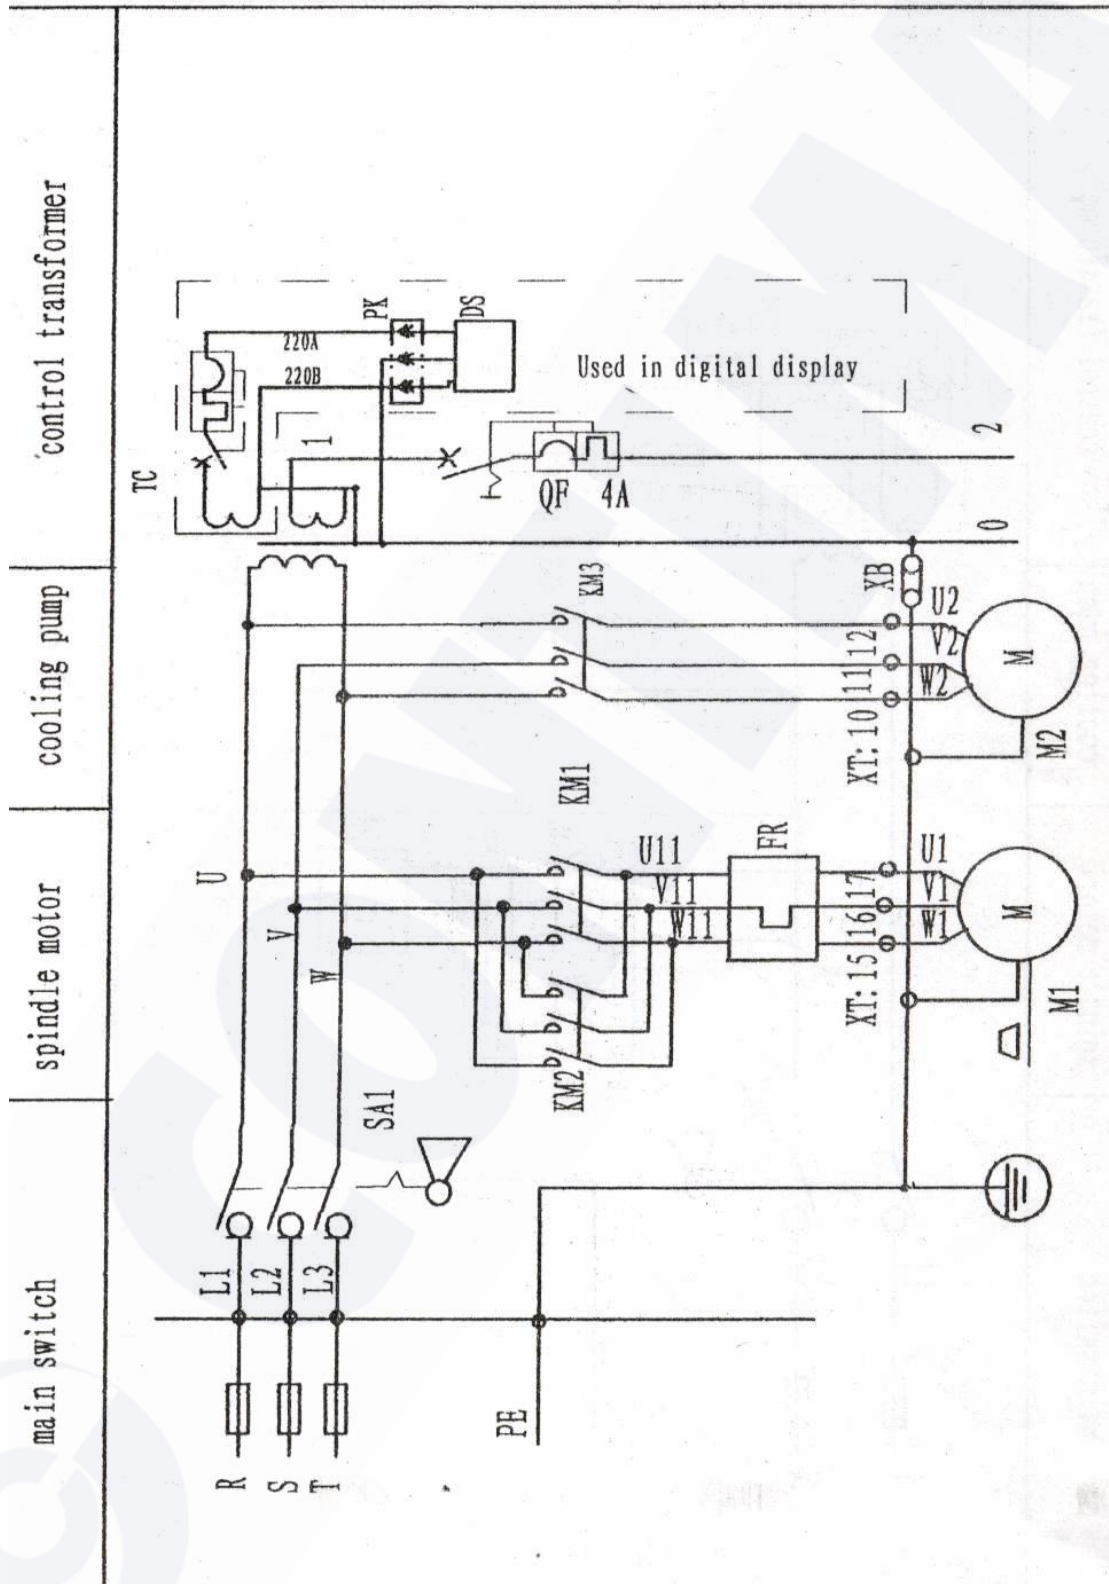 main switch
spindle motor
cooling pump
control transformer
R
S
T
L1
L2
L3
PE
SA1
U
V
W
KM2
KM1
U11
V11
W11
FR
XT: 15
16
17
U1
V1
W1
M
M1
KM3
XT: 10
11
12
XB
U2
V2
W2
M
M2
TC
1
QF
4A
0
2
220A
220B
PK
DS
Used in digital display
COMTMA